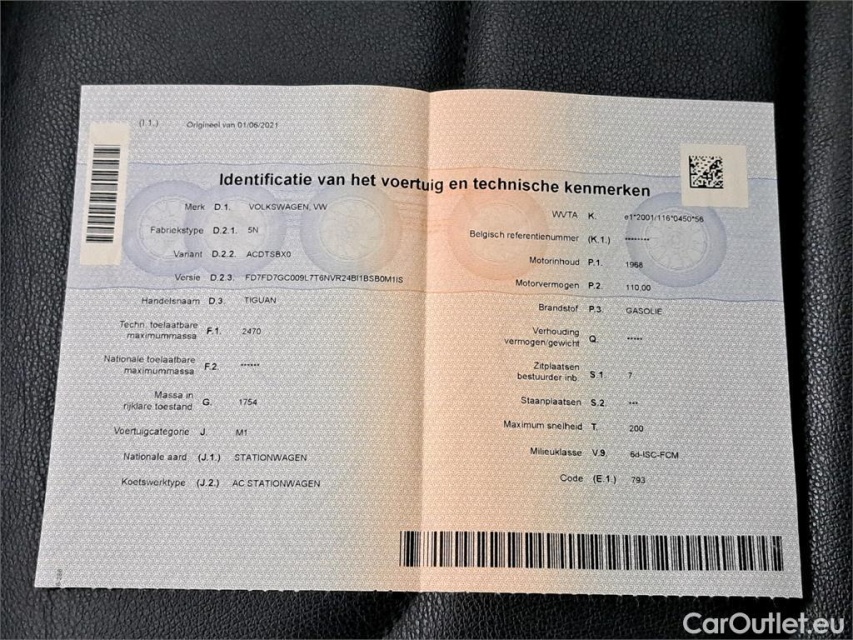 (I.1.) Origineel van 01/06/2021
Identificatie van het voertuig en technische kenmerken
Merk D.1. VOLKSWAGEN, VW
Fabriekstype D.2.1. 5N
Variant D.2.2. ACDTSBX0
Versie D.2.3. FD7FD7GC009L7T6NVR24BI1BSB0M1IS
Handelsnaam D.3. TIGUAN
Techn. toelaatbare
maximummassa F.1. 2470
Nationale toelaatbare
maximummassa F.2. ******
Massa in
rijklare toestand G. 1754
Voertuigcategorie J. M1
Nationale aard (J.1.) STATIONWAGEN
Koetswerktype (J.2.) AC STATIONWAGEN
WVTA K. e1*2001/116*0450*56
Belgisch referentienummer (K.1.) ********
Motorinhoud P.1. 1968
Motorvermogen P.2. 110,00
Brandstof P.3. GASOLIE
Verhouding
vermogen/gewicht Q. *****
Zitplaatsen
bestuurder inb. S.1. 7
Staanplaatsen S.2. ***
Maximum snelheid T. 200
Milieuklasse V.9. 6d-ISC-FCM
Code (E.1.) 793
CarOutlet.eu